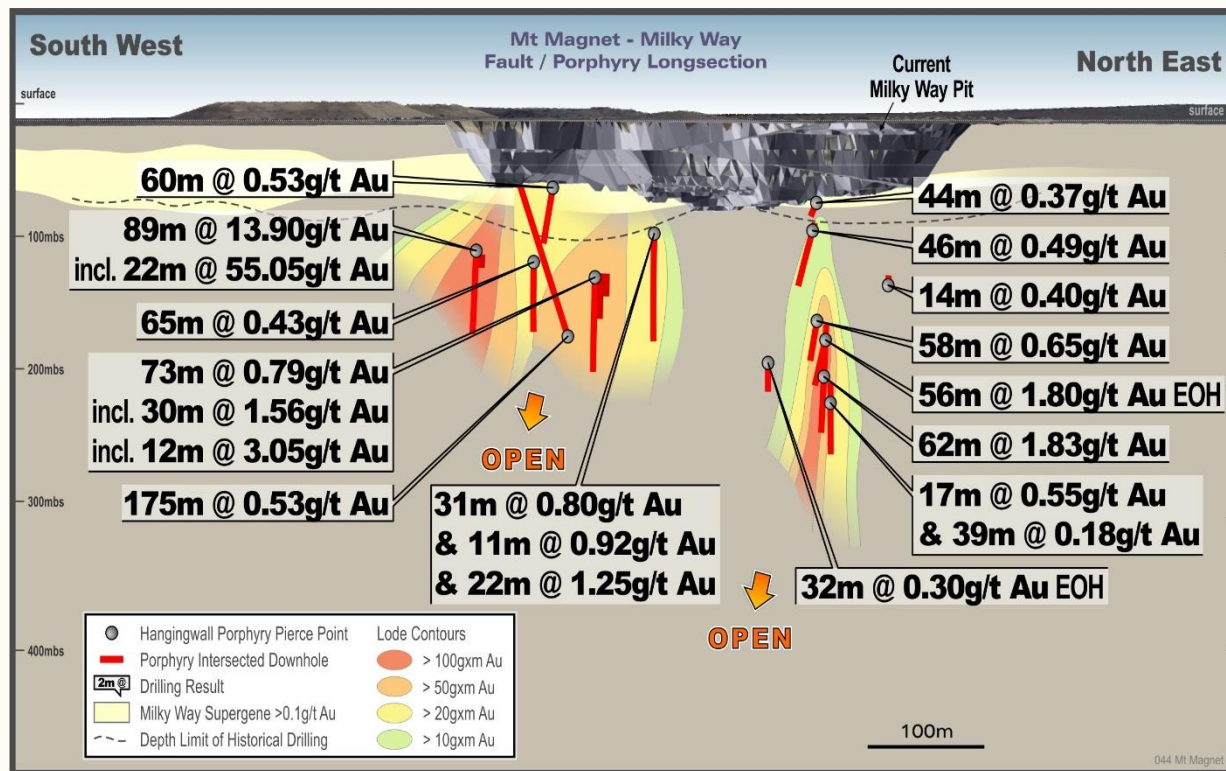 South West
Mt Magnet - Milky Way
Fault / Porphyry Longsection
North East
Current
Milky Way Pit
surface
surface
60m @ 0.53g/t Au
89m @ 13.90g/t Au
incl. 22m @ 55.05g/t Au
65m @ 0.43g/t Au
73m @ 0.79g/t Au
incl. 30m @ 1.56g/t Au
incl. 12m @ 3.05g/t Au
175m @ 0.53g/t Au
100mbs
200mbs
300mbs
400mbs
OPEN
31m @ 0.80g/t Au
& 11m @ 0.92g/t Au
& 22m @ 1.25g/t Au
44m @ 0.37g/t Au
46m @ 0.49g/t Au
14m @ 0.40g/t Au
58m @ 0.65g/t Au
56m @ 1.80g/t Au EOH
62m @ 1.83g/t Au
17m @ 0.55g/t Au
& 39m @ 0.18g/t Au
32m @ 0.30g/t Au EOH
OPEN
Hangingwall Porphyry Pierce Point
Porphyry Intersected Downhole
2m @
Drilling Result
Milky Way Supergene >0.1g/t Au
Depth Limit of Historical Drilling
Lode Contours
> 100gxm Au
> 50gxm Au
> 20gxm Au
> 10gxm Au
100m
044 Mt Magnet